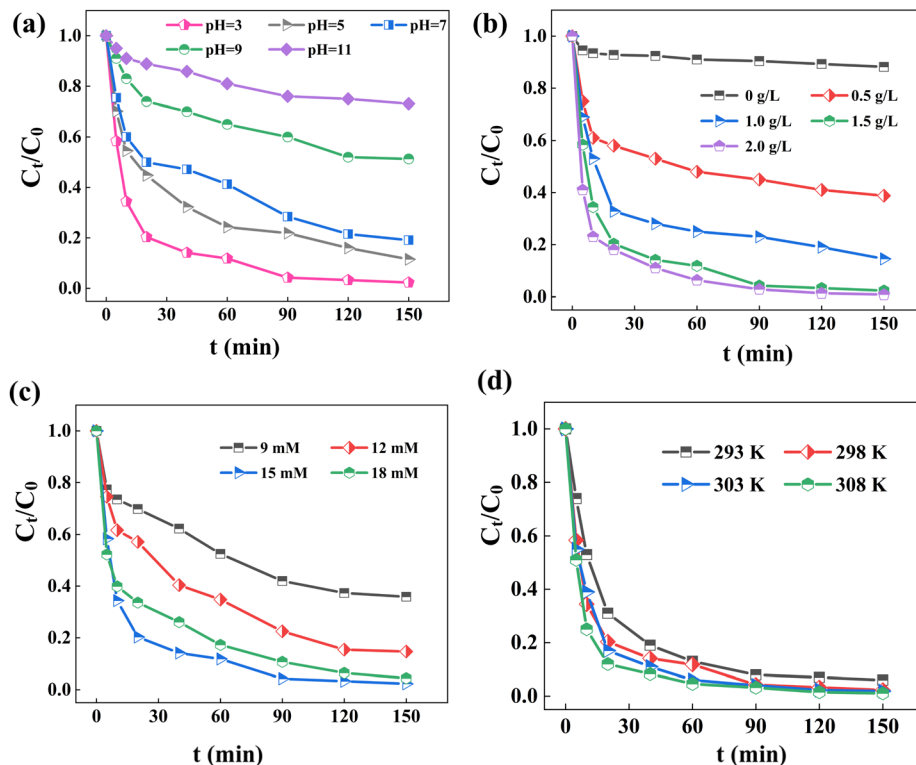 (a)
pH=3 pH=5 pH=7
pH=9 pH=11
1.0
0.8
0.6
0.4
0.2
0.0
Ct/C0
0 30 60 90 120 150
t (min)
(b)
0 g/L 0.5 g/L
1.0 g/L 1.5 g/L
2.0 g/L
1.0
0.8
0.6
0.4
0.2
0.0
Ct/C0
0 30 60 90 120 150
t (min)
(c)
9 mM 12 mM
15 mM 18 mM
1.0
0.8
0.6
0.4
0.2
0.0
Ct/C0
0 30 60 90 120 150
t (min)
(d)
293 K 298 K
303 K 308 K
1.0
0.8
0.6
0.4
0.2
0.0
Ct/C0
0 30 60 90 120 150
t (min)